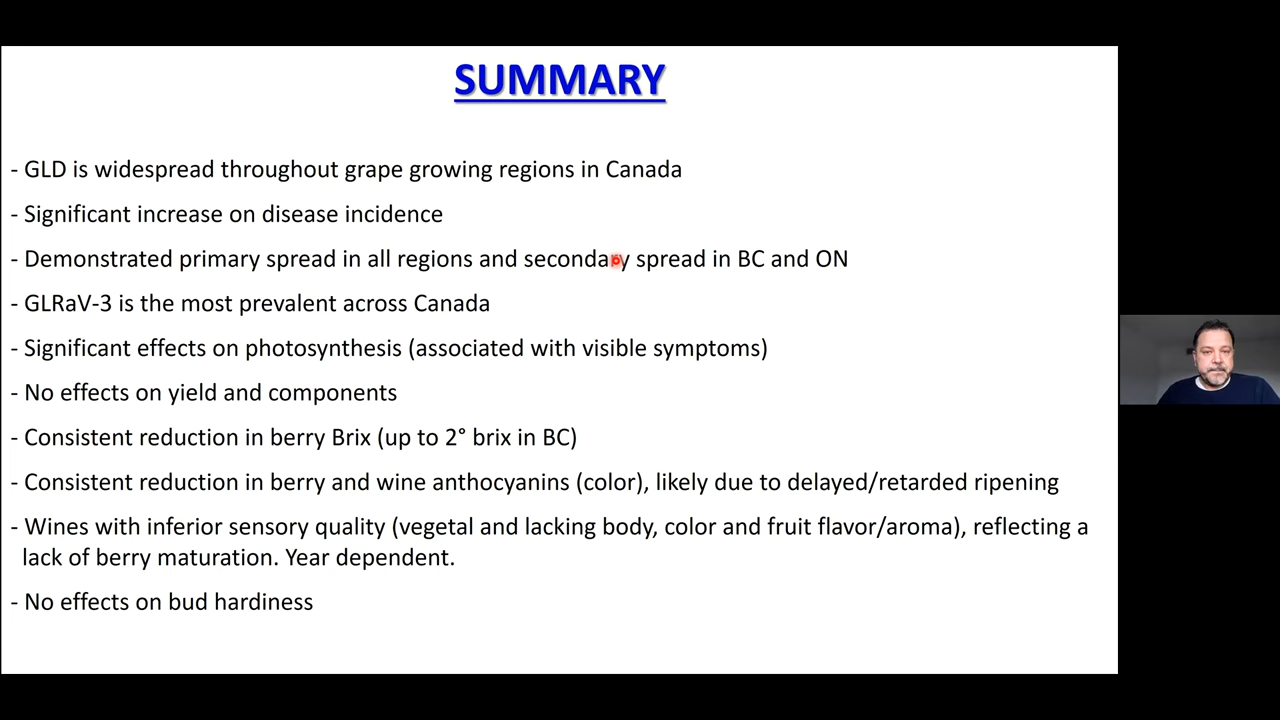 SUMMARY
- GLD is widespread throughout grape growing regions in Canada
- Significant increase on disease incidence
- Demonstrated primary spread in all regions and secondary spread in BC and ON
- GLRaV-3 is the most prevalent across Canada
- Significant effects on photosynthesis (associated with visible symptoms)
- No effects on yield and components
- Consistent reduction in berry Brix (up to 2° brix in BC)
- Consistent reduction in berry and wine anthocyanins (color), likely due to delayed/retarded ripening
- Wines with inferior sensory quality (vegetal and lacking body, color and fruit flavor/aroma), reflecting a
lack of berry maturation. Year dependent.
- No effects on bud hardiness